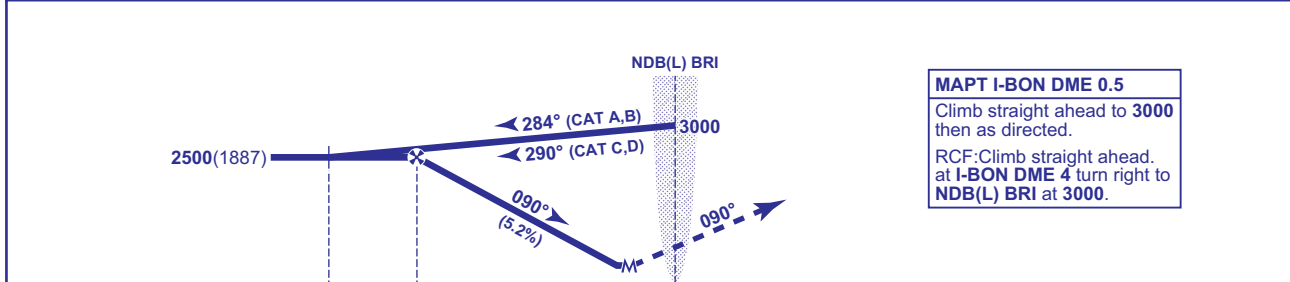 NDB(L) BRI
284° (CAT A,B)
3000
290° (CAT C,D)
2500(1887)
090°
(5.2%)
090°
M
MAPT I-BON DME 0.5
Climb straight ahead to 3000
then as directed.
RCF:Climb straight ahead.
at I-BON DME 4 turn right to
NDB(L) BRI at 3000.